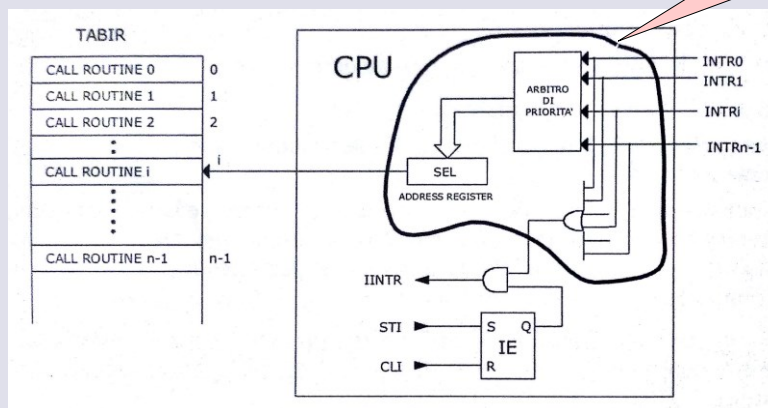 TABIR
CALL ROUTINE 0 0
CALL ROUTINE 1 1
CALL ROUTINE 2 2
CALL ROUTINE i i
CALL ROUTINE n-1 n-1
CPU
ARBITRO
DI
PRIORITA'
SEL
ADDRESS REGISTER
INTR0
INTR1
INTRi
INTRn-1
IINTR
STI S Q
IE
CLI R